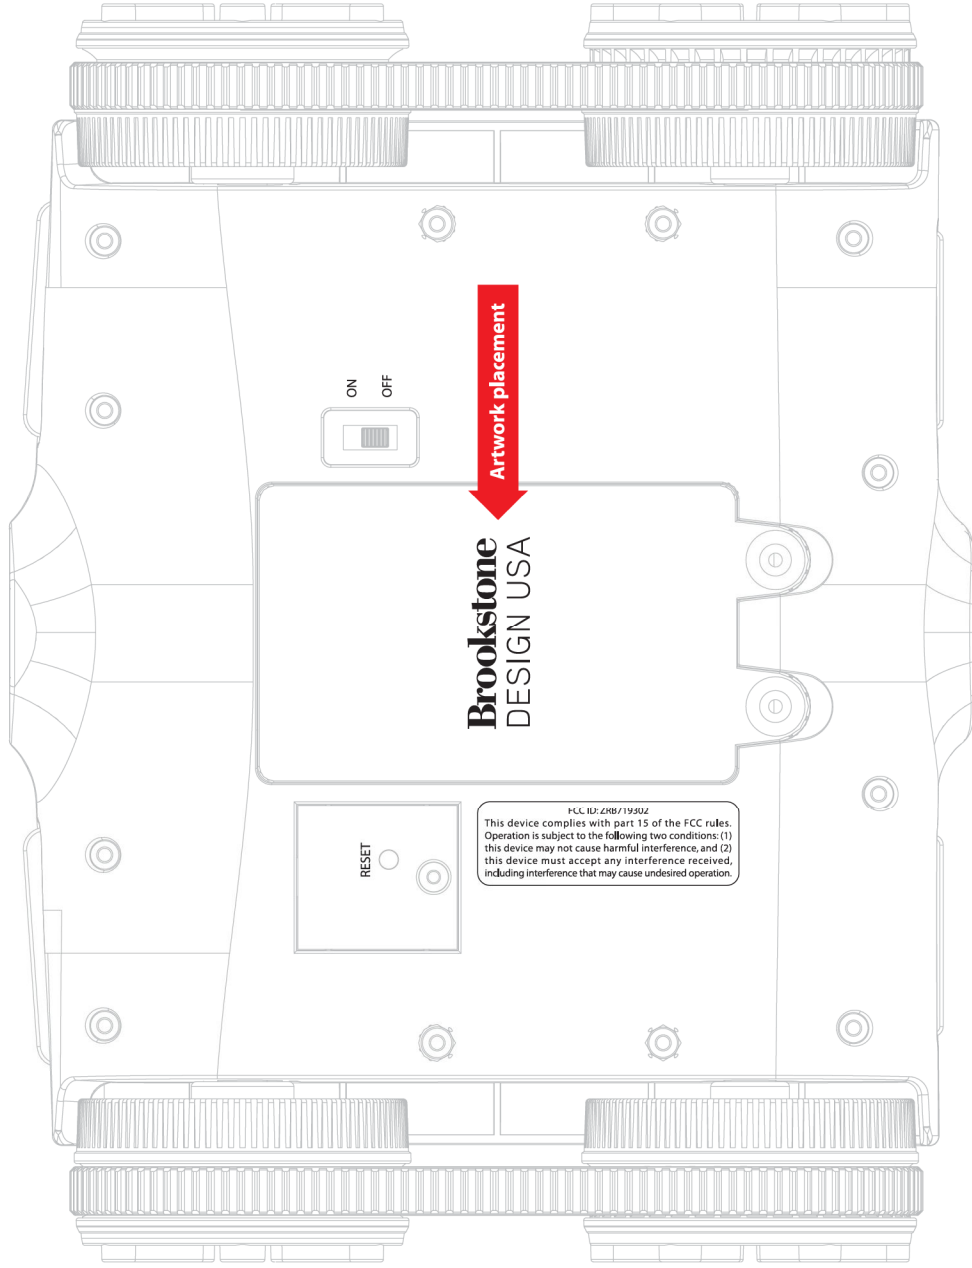 ON
OFF
Artwork placement
Brookstone
DESIGN USA
RESET
FCC ID: ZRB719302
This device complies with part 15 of the FCC rules.
Operation is subject to the following two conditions: (1)
this device may not cause harmful interference, and (2)
this device must accept any interference received,
including interference that may cause undesired operation.